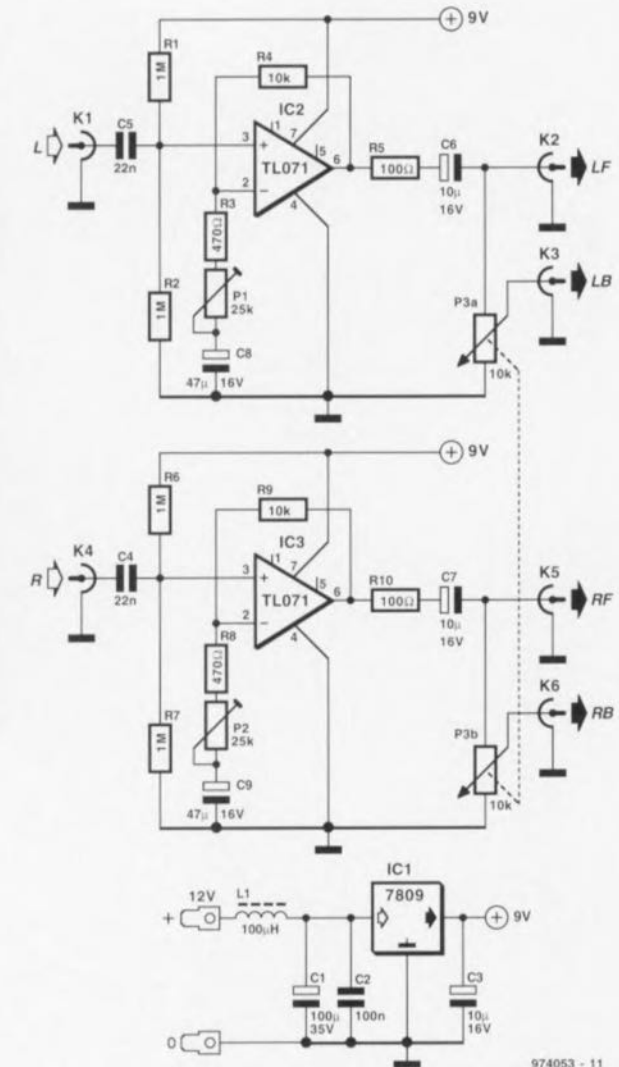 9V
R1
1M
R4
10k
IC2
K1
L
C5
22n
1
7
3
+
TL071
5
6
2
–
4
R5
100Ω
C6
10µ
16V
K2
LF
K3
LB
R3
470Ω
P1
25k
R2
1M
C8
47µ 16V
P3a
10k
9V
R6
1M
R9
10k
IC3
K4
R
C4
22n
1
7
3
+
TL071
5
6
2
–
4
R10
100Ω
C7
10µ
16V
K5
RF
K6
RB
R8
470Ω
P2
25k
R7
1M
C9
47µ 16V
P3b
10k
IC1
7809
12V
+
L1
100µH
9V
C1
100µ
35V
C2
100n
C3
10µ
16V
0
974053 - 11